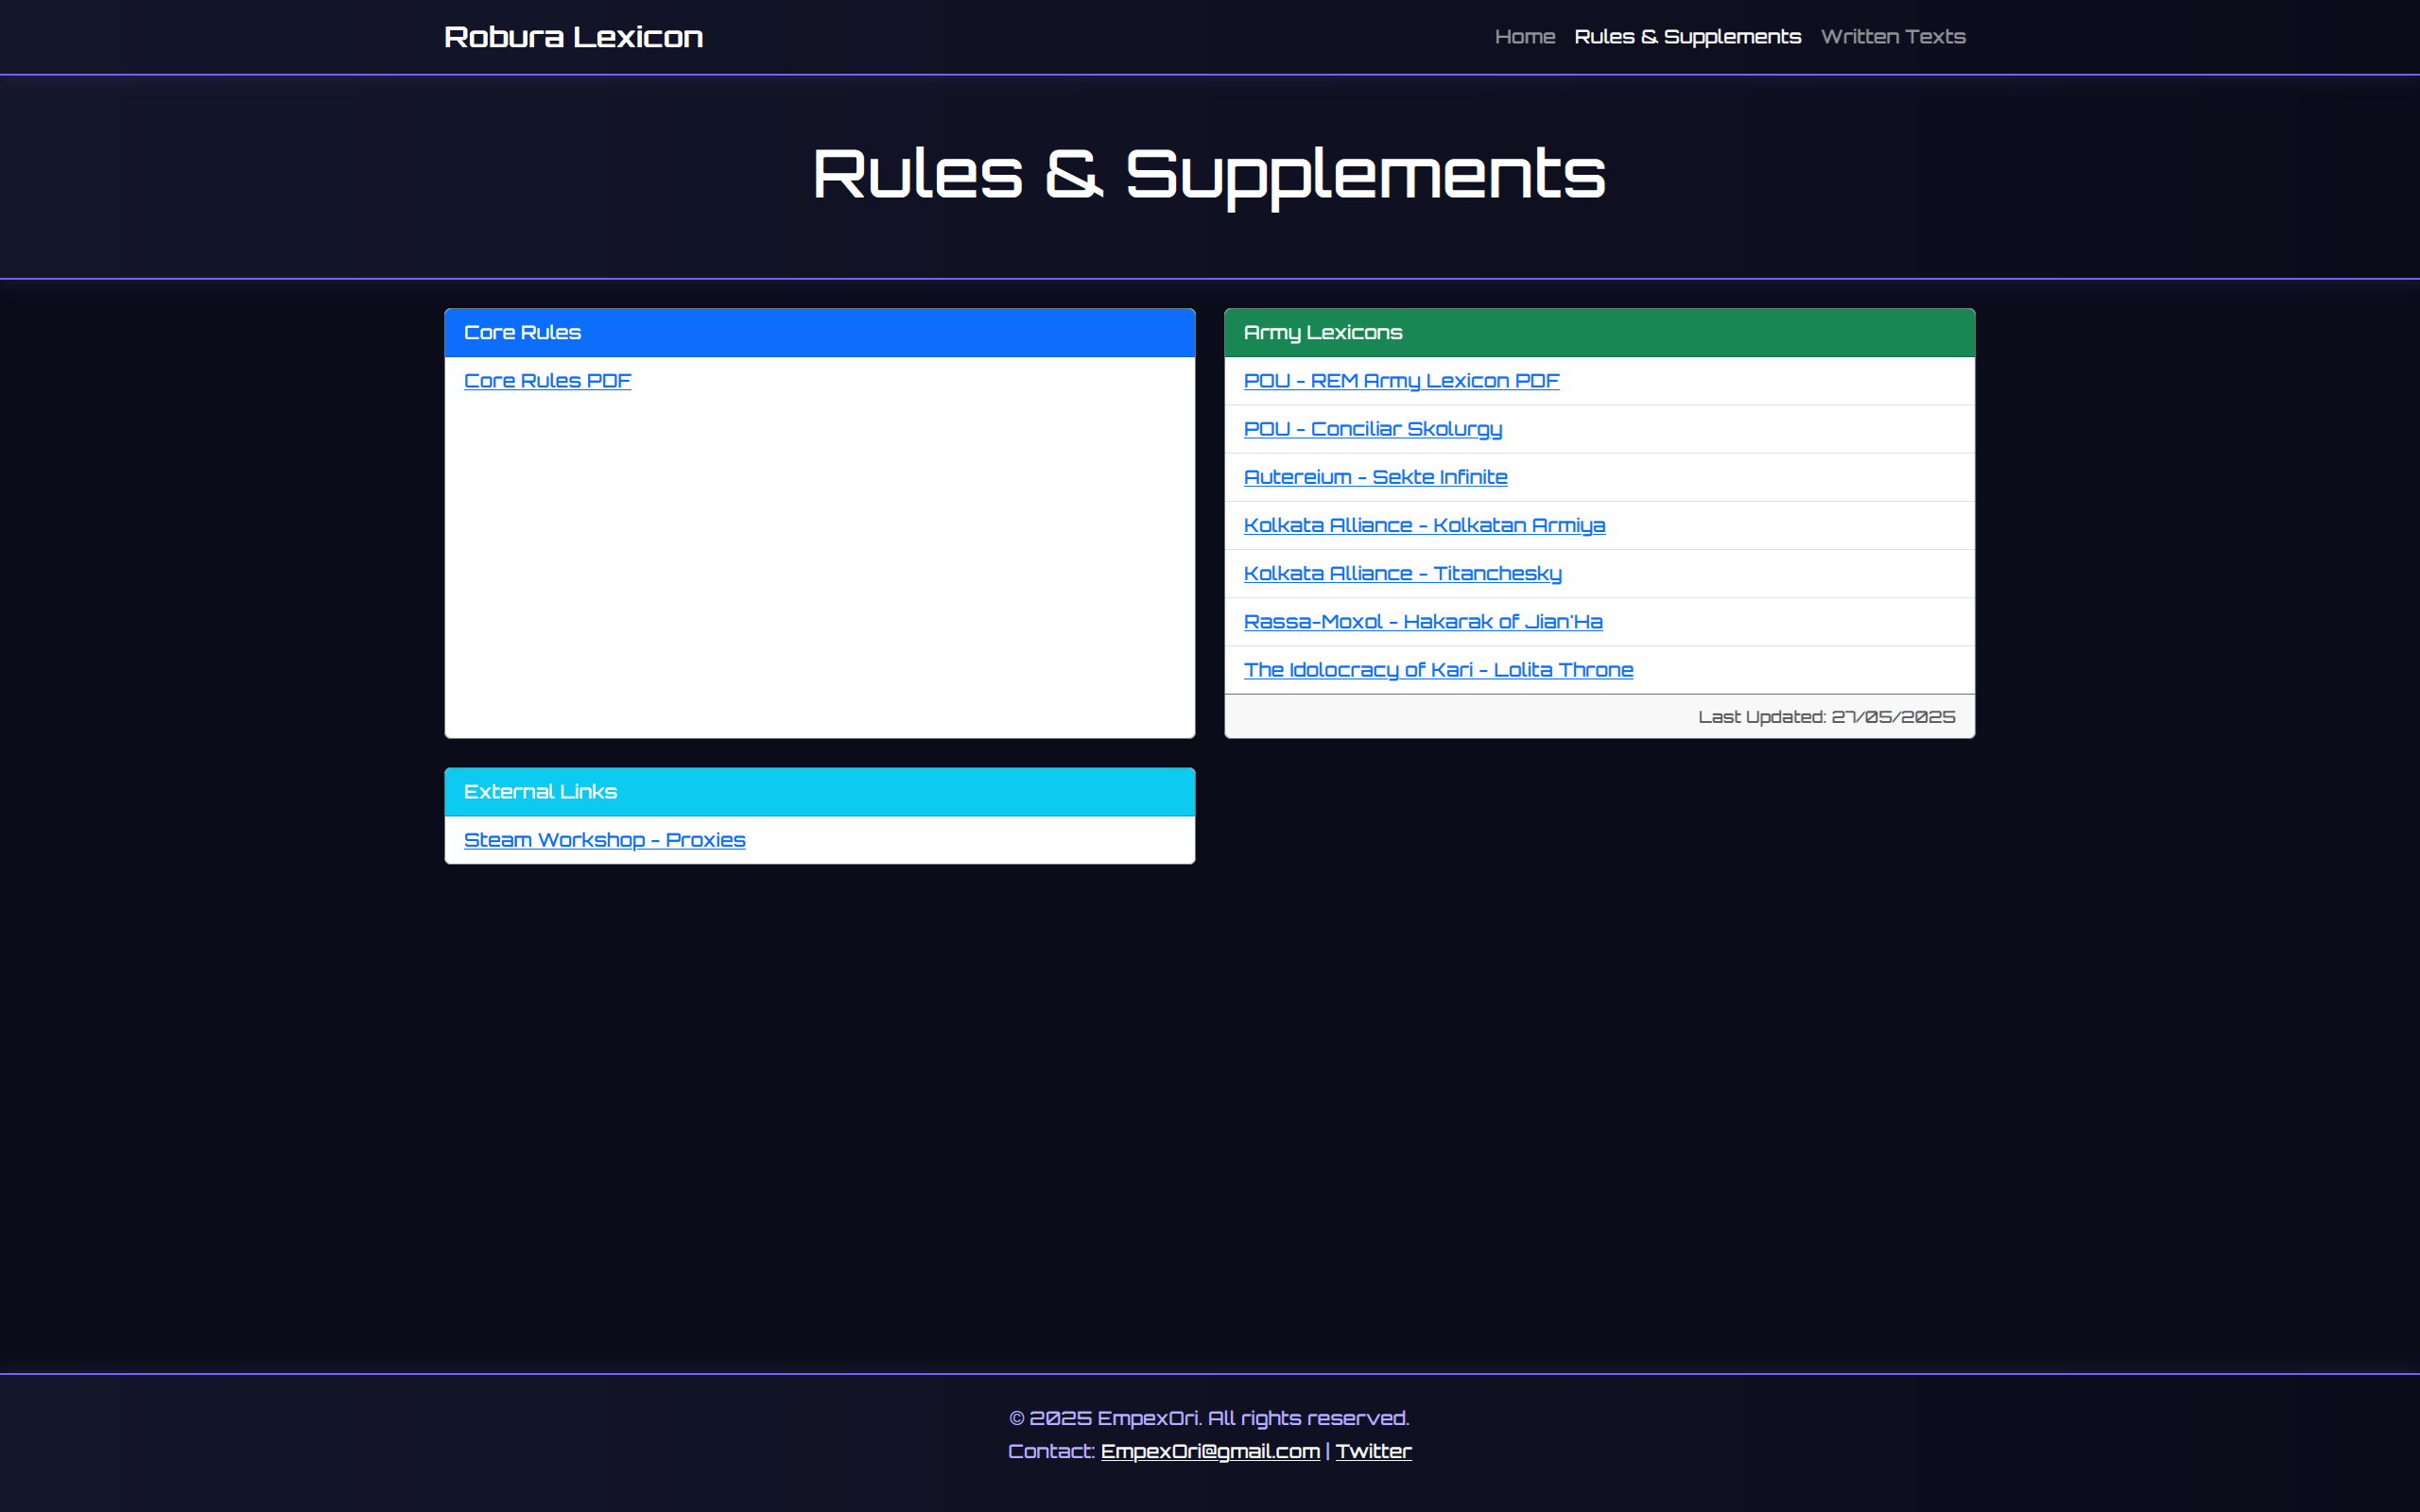 Robura Lexicon
Home Rules & Supplements Written Texts
Rules & Supplements
Core Rules
Core Rules PDF
Army Lexicons
POU - REM Army Lexicon PDF
POU - Conciliar Skolurgy
Autereium - Sekte Infinite
Kolkata Alliance - Kolkatan Armiya
Kolkata Alliance - Titanchesky
Rassa-Moxol - Hakarak of Jian'Ha
The Idolocracy of Kari - Lolita Throne
Last Updated: 27/05/2025
External Links
Steam Workshop - Proxies
© 2025 EmpexOri. All rights reserved.
Contact: EmpexOri@gmail.com | Twitter